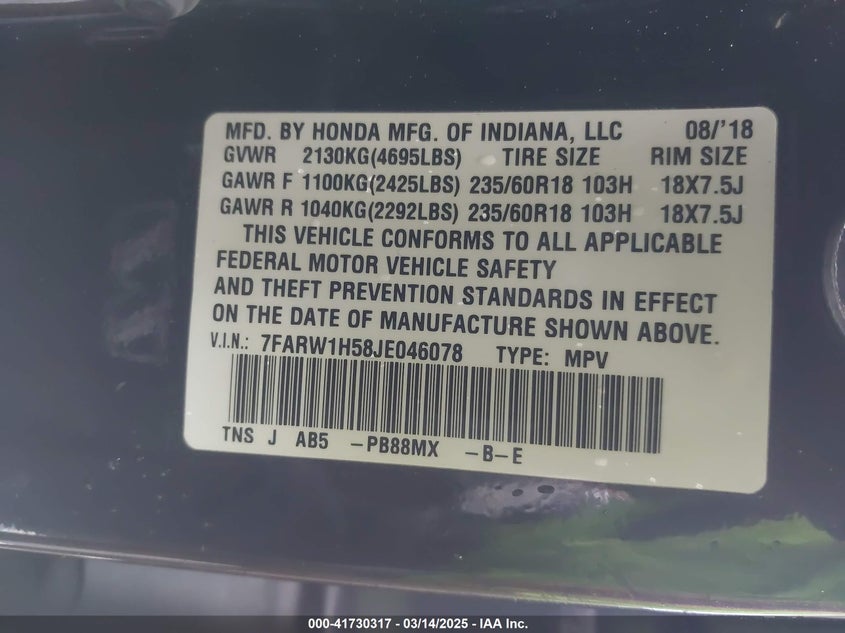 MFD. BY HONDA MFG. OF INDIANA, LLC 08/'18
GVWR 2130KG(4695LBS) TIRE SIZE RIM SIZE
GAWR F 1100KG(2425LBS) 235/60R18 103H 18X7.5J
GAWR R 1040KG(2292LBS) 235/60R18 103H 18X7.5J
THIS VEHICLE CONFORMS TO ALL APPLICABLE
FEDERAL MOTOR VEHICLE SAFETY
AND THEFT PREVENTION STANDARDS IN EFFECT
ON THE DATE OF MANUFACTURE SHOWN ABOVE.
V.I.N.: 7FARW1H58JE046078 TYPE: MPV
TNS J AB5 -PB88MX -B-E
000-41730317 - 03/14/2025 - IAA Inc.